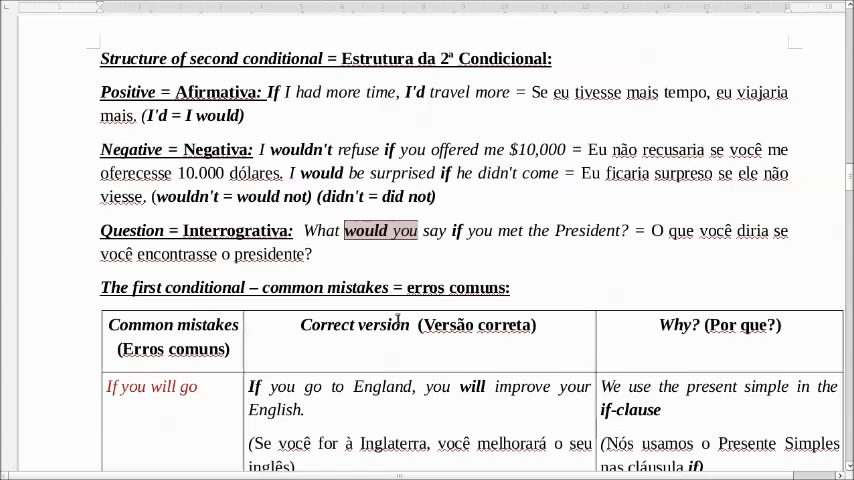 Structure of second conditional = Estrutura da 2ª Condicional:
Positive = Afirmativa: If I had more time, I'd travel more = Se eu tivesse mais tempo, eu viajaria
mais. (I'd = I would)
Negative = Negativa: I wouldn't refuse if you offered me $10,000 = Eu não recusaria se você me
oferecesse 10.000 dólares. I would be surprised if he didn't come = Eu ficaria surpreso se ele não
viesse. (wouldn't = would not) (didn't = did not)
Question = Interrogrativa: What would you say if you met the President? = O que você diria se
você encontrasse o presidente?
The first conditional – common mistakes = erros comuns:
Common mistakes
(Erros comuns)
Correct version (Versão correta)
Why? (Por que?)
If you will go
If you go to England, you will improve your
English.
(Se você for à Inglaterra, você melhorará o seu
inglês)
We use the present simple in the
if-clause
(Nós usamos o Presente Simples
nas cláusula if)